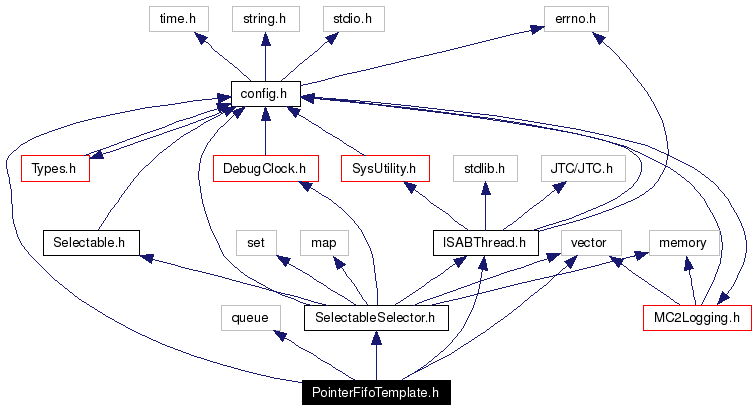 time.h
string.h
stdio.h
errno.h
config.h
Types.h
DebugClock.h
SysUtility.h
stdlib.h
JTC/JTC.h
Selectable.h
set
map
ISABThread.h
vector
memory
queue
SelectableSelector.h
MC2Logging.h
PointerFifoTemplate.h